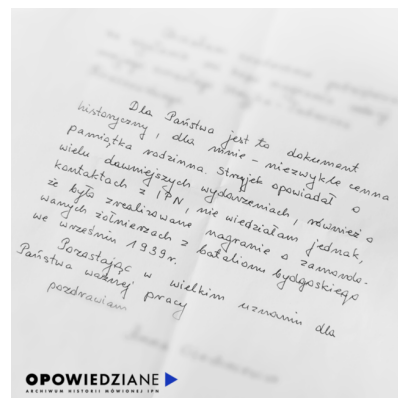 Dla Państwa jest to dokument
historyczny, dla mnie – niezwykle cenna
pamiątka rodzinna. Stryjek opowiadał o
wielu dawniejszych wydarzeniach, również o
kontaktach z IPN, nie wiedziałam jednak,
że było zrealizowane nagranie o zamordo-
wanych żołnierzach z batalionu bydgoskiego
we wrześniu 1939r.
Pozostając w wielkim uznaniu dla
Państwa ważnej pracy
pozdrawiam
OPOWIEDZIANE
ARCHIWUM HISTORII MÓWIONEJ IPN